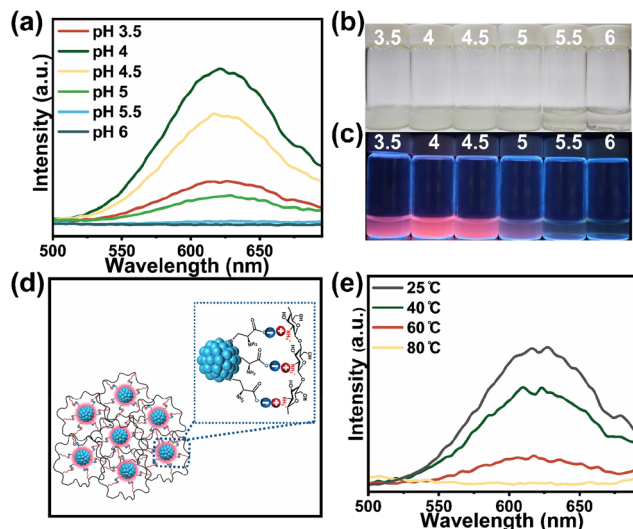 (a)
pH 3.5
pH 4
pH 4.5
pH 5
pH 5.5
pH 6
Intensity (a.u.)
500 550 600 650
Wavelength (nm)
(b)
3.5 4 4.5 5 5.5 6
(c)
3.5 4 4.5 5 5.5 6
(d)
(e)
25 ℃
40 ℃
60 ℃
80 ℃
Intensity (a.u.)
500 550 600 650
Wavelength (nm)